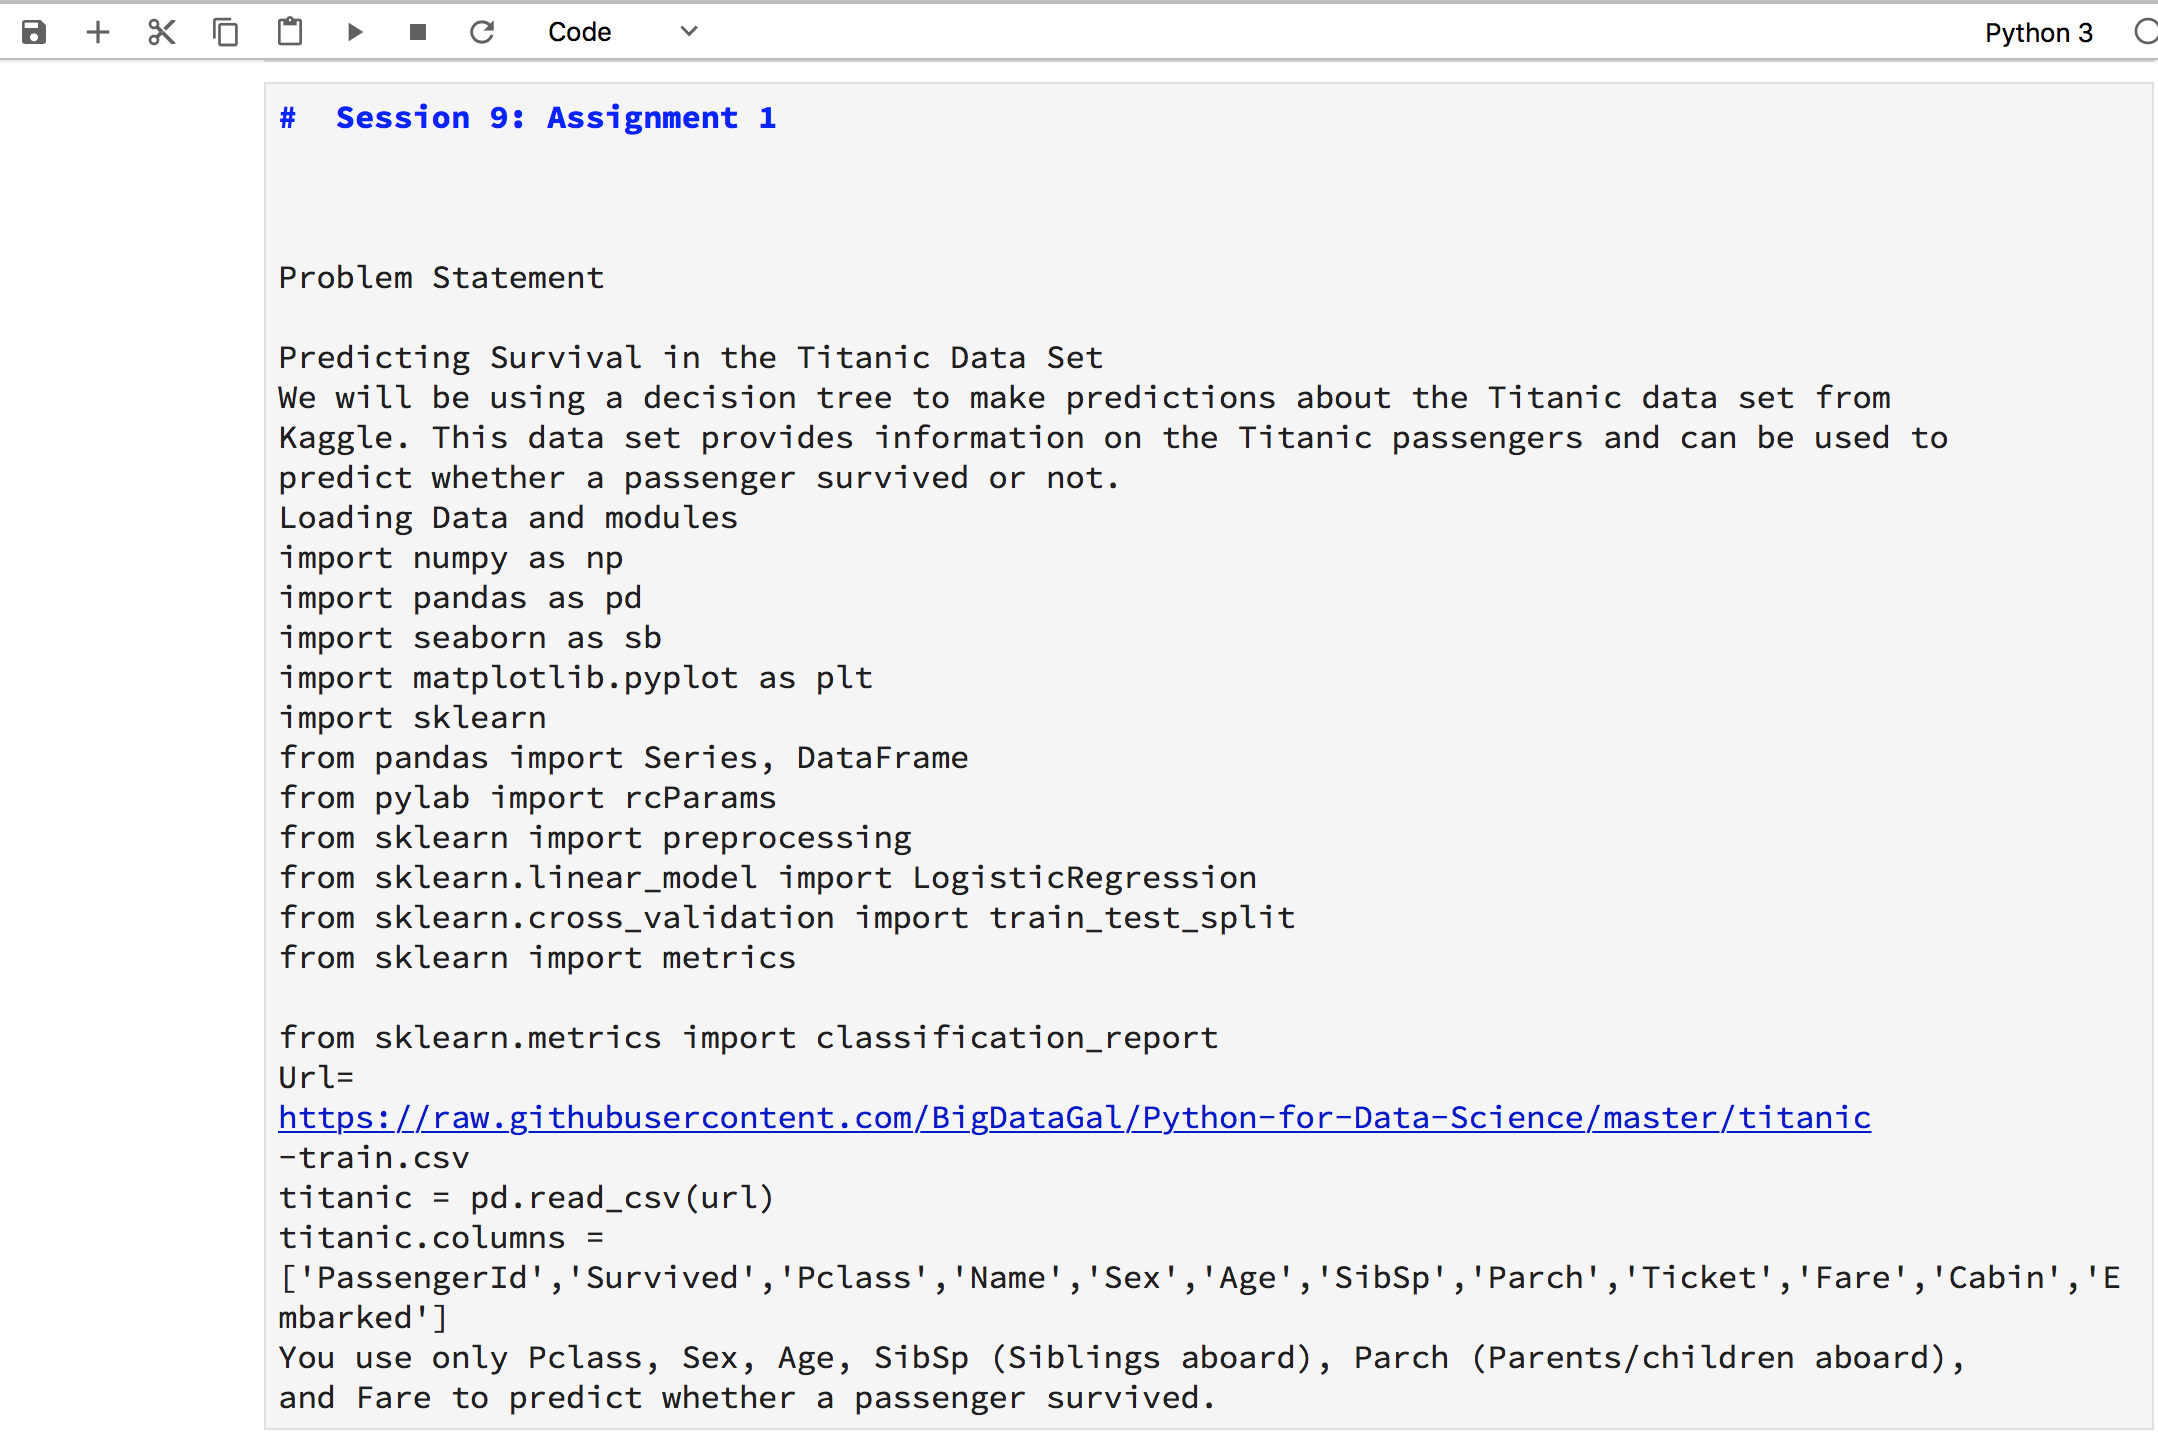 Code
Python 3
#  Session 9: Assignment 1
Problem Statement
Predicting Survival in the Titanic Data Set
We will be using a decision tree to make predictions about the Titanic data set from
Kaggle. This data set provides information on the Titanic passengers and can be used to
predict whether a passenger survived or not.
Loading Data and modules
import numpy as np
import pandas as pd
import seaborn as sb
import matplotlib.pyplot as plt
import sklearn
from pandas import Series, DataFrame
from pylab import rcParams
from sklearn import preprocessing
from sklearn.linear_model import LogisticRegression
from sklearn.cross_validation import train_test_split
from sklearn import metrics
from sklearn.metrics import classification_report
Url=
https://raw.githubusercontent.com/BigDataGal/Python-for-Data-Science/master/titanic
-train.csv
titanic = pd.read_csv(url)
titanic.columns =
['PassengerId','Survived','Pclass','Name','Sex','Age','SibSp','Parch','Ticket','Fare','Cabin','E
mbarked']
You use only Pclass, Sex, Age, SibSp (Siblings aboard), Parch (Parents/children aboard),
and Fare to predict whether a passenger survived.